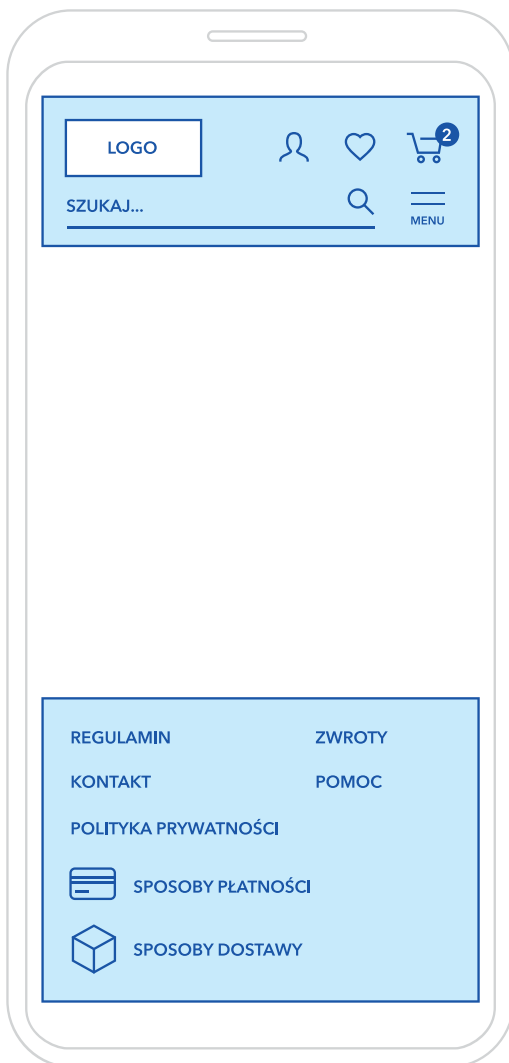 LOGO
2
SZUKAJ...
MENU
REGULAMIN
ZWROTY
KONTAKT
POMOC
POLITYKA PRYWATNOŚCI
SPOSOBY PŁATNOŚCI
SPOSOBY DOSTAWY